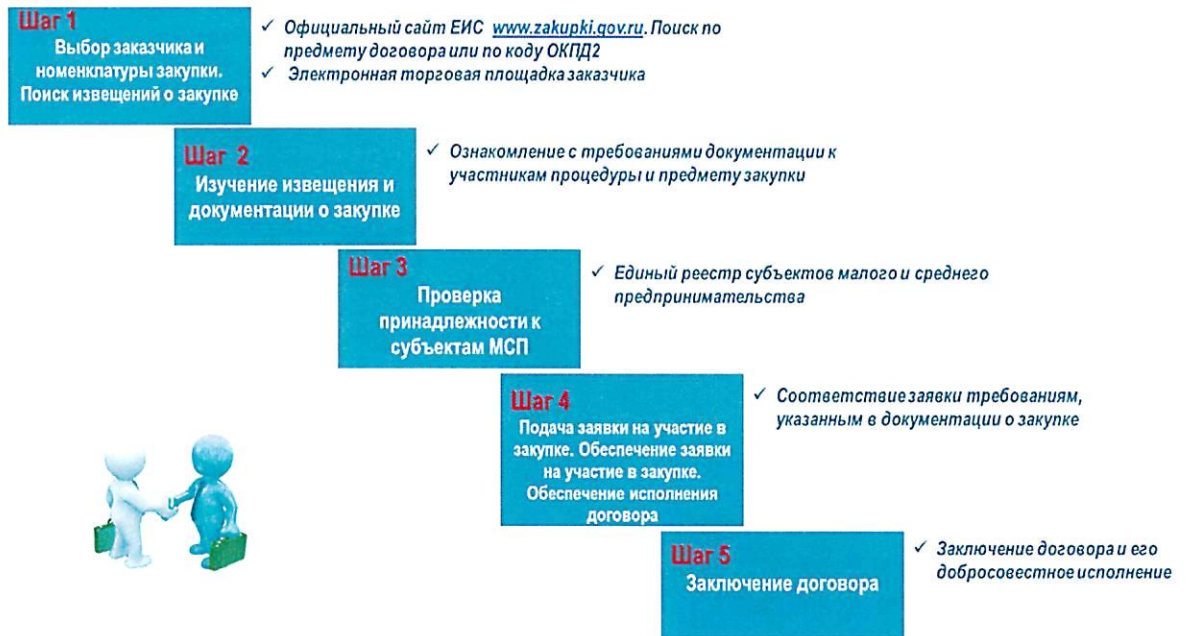 Шаг 1
Выбор заказчика и
номенклатуры закупки.
Поиск извещений о закупке
✓ Официальный сайт ЕИС www.zakupki.gov.ru. Поиск по
предмету договора или по коду ОКПД2
✓ Электронная торговая площадка заказчика
Шаг 2
Изучение извещения и
документации о закупке
✓ Ознакомление с требованиями документации к
участникам процедуры и предмету закупки
Шаг 3
Проверка
принадлежности к
субъектам МСП
✓ Единый реестр субъектов малого и среднего
предпринимательства
Шаг 4
Подача заявки на участие в
закупке. Обеспечение заявки
на участие в закупке.
Обеспечение исполнения
договора
✓ Соответствие заявки требованиям,
указанным в документации о закупке
Шаг 5
Заключение договора
✓ Заключение договора и его
добросовестное исполнение